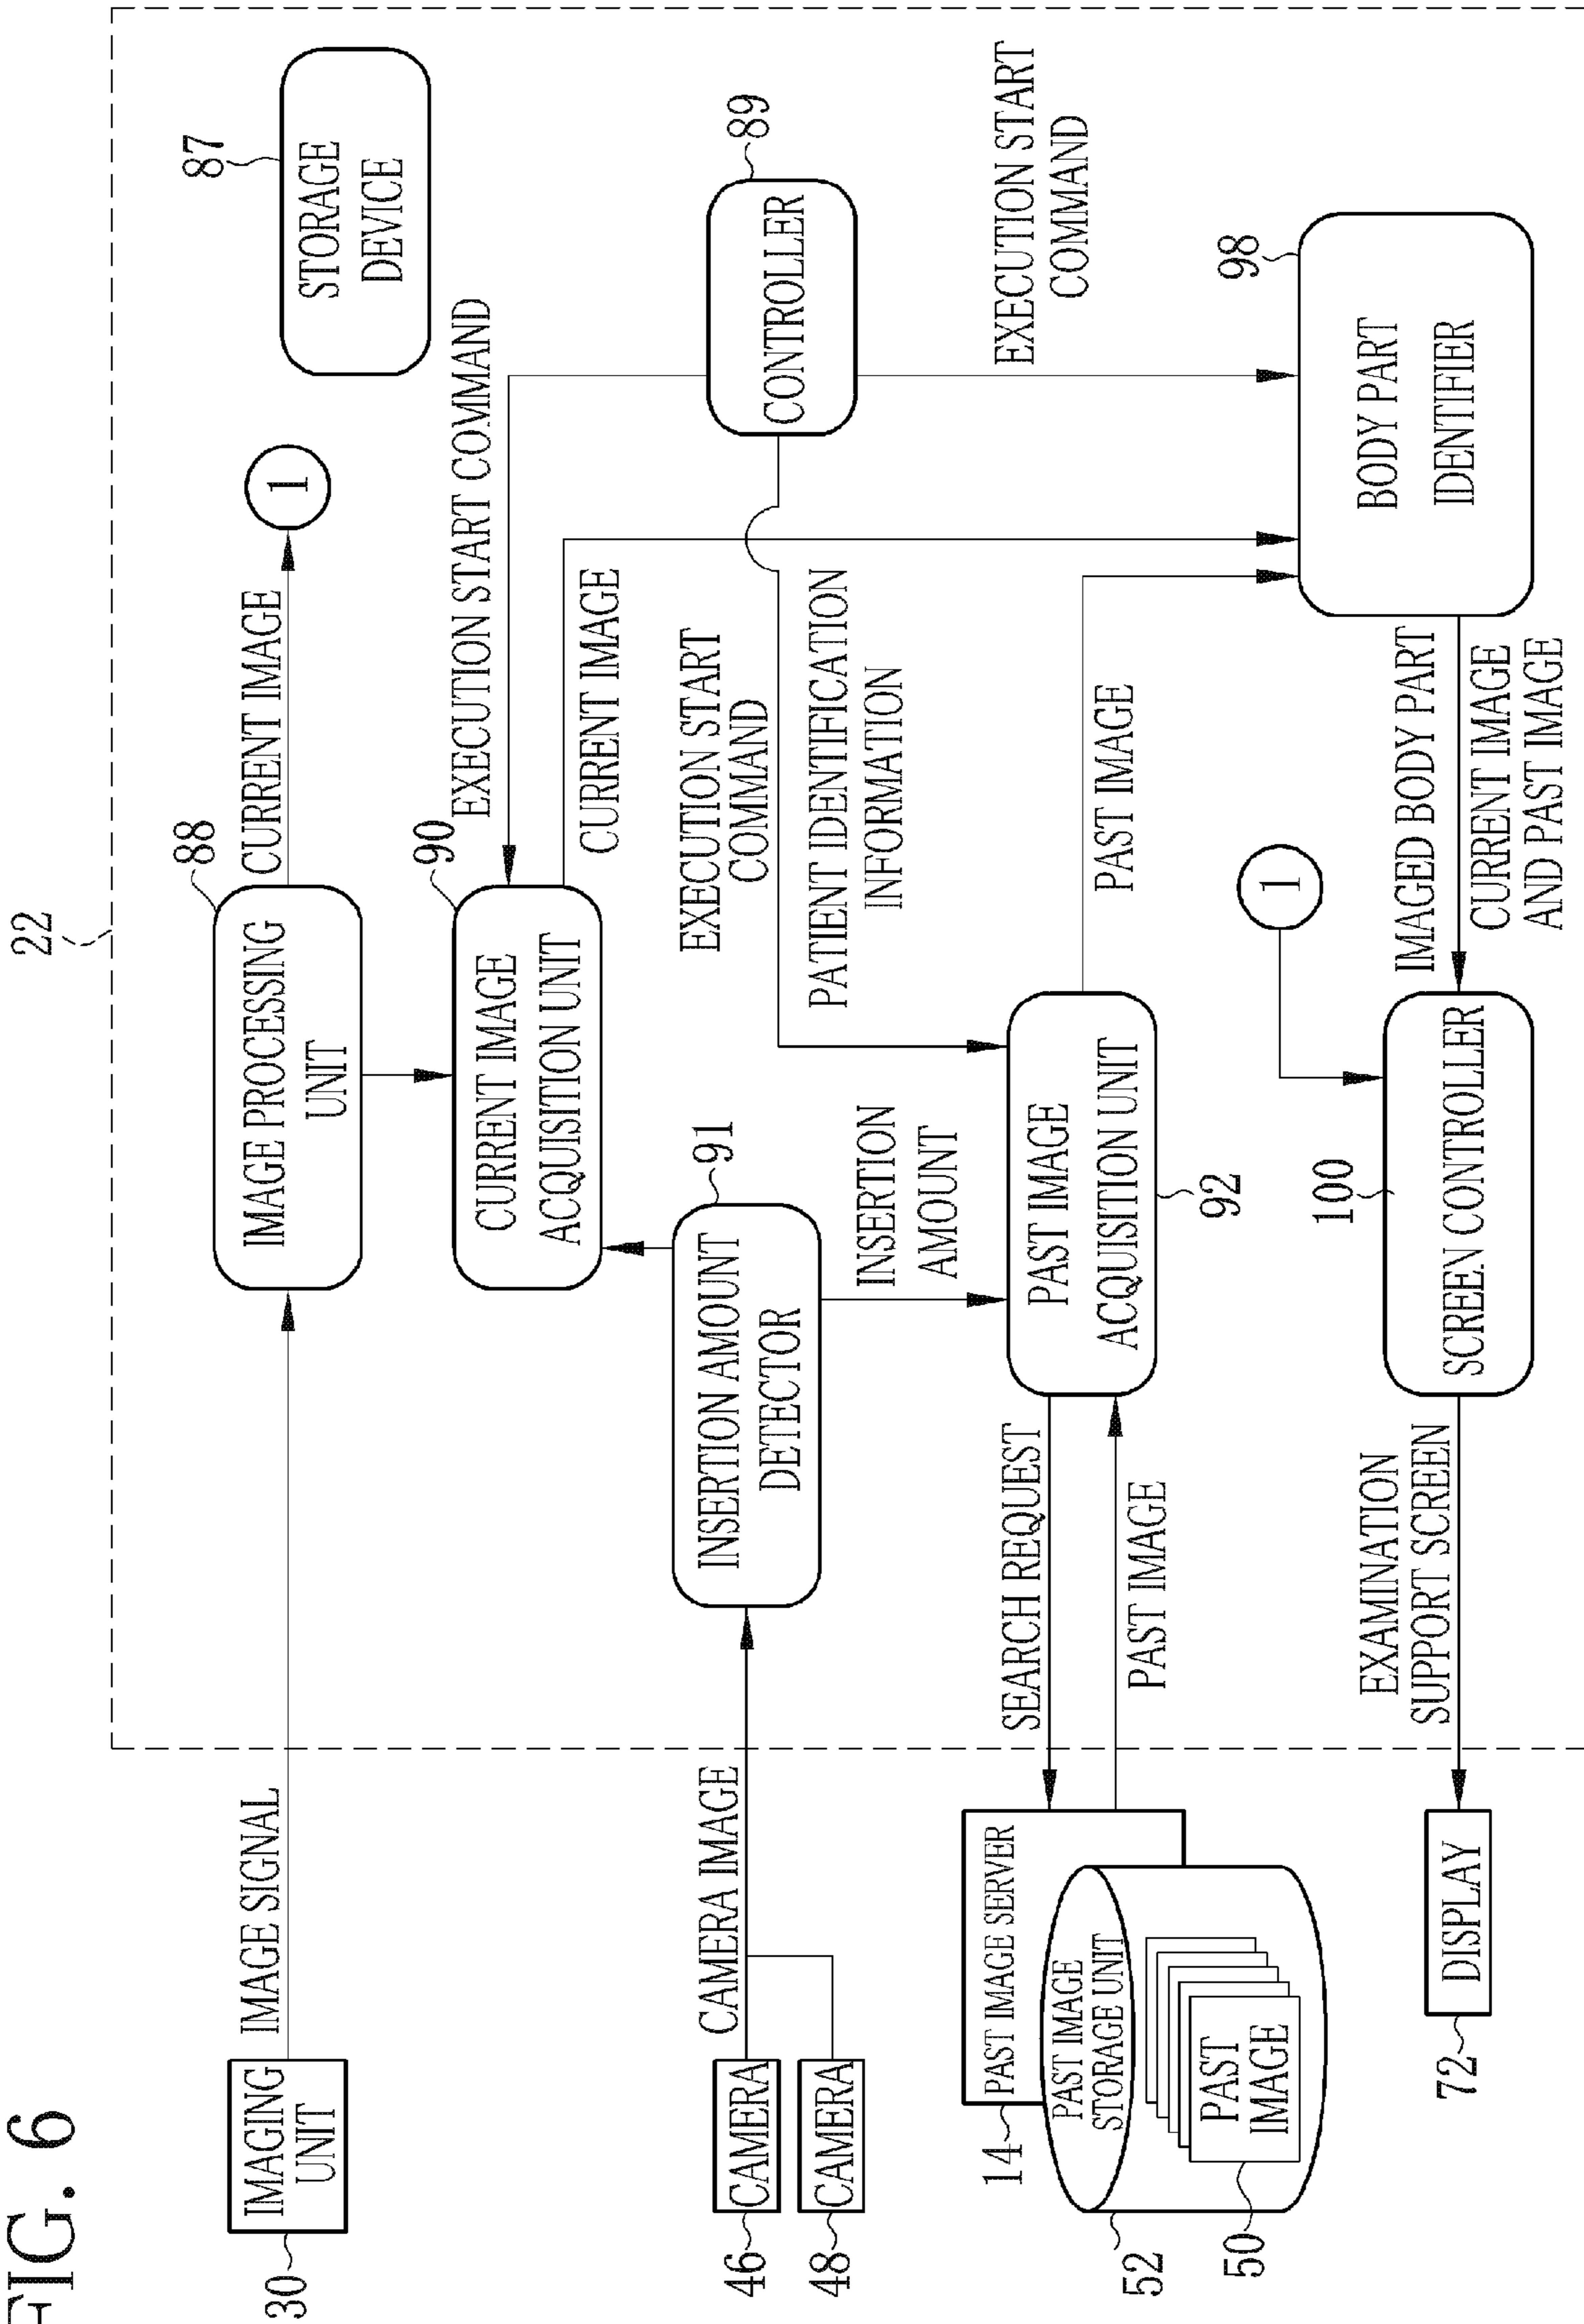 FIG. 6
22
30
IMAGING
UNIT
IMAGE SIGNAL
IMAGE PROCESSING
UNIT
88
CURRENT IMAGE
1
87
STORAGE
DEVICE
CURRENT IMAGE
ACQUISITION UNIT
90
EXECUTION START COMMAND
CURRENT IMAGE
46
CAMERA
48
CAMERA
CAMERA IMAGE
INSERTION AMOUNT
DETECTOR
91
INSERTION
AMOUNT
EXECUTION START
COMMAND
PATIENT IDENTIFICATION
INFORMATION
CONTROLLER
89
EXECUTION START
COMMAND
14
PAST IMAGE SERVER
PAST IMAGE
STORAGE UNIT
52
PAST
IMAGE
50
SEARCH REQUEST
PAST IMAGE
PAST IMAGE
ACQUISITION UNIT
92
PAST IMAGE
BODY PART
IDENTIFIER
98
72
DISPLAY
EXAMINATION
SUPPORT SCREEN
100
SCREEN CONTROLLER
1
IMAGED BODY PART
CURRENT IMAGE
AND PAST IMAGE